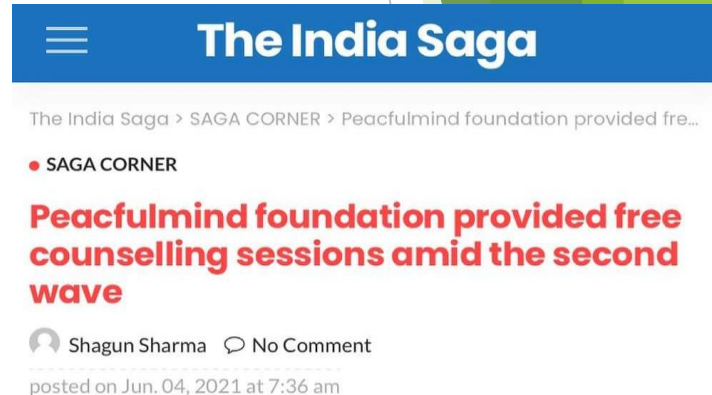 The India Saga
The India Saga > SAGA CORNER > Peacfulmind foundation provided fre...
SAGA CORNER
Peacfulmind foundation provided free
counselling sessions amid the second
wave
Shagun Sharma No Comment
posted on Jun. 04, 2021 at 7:36 am